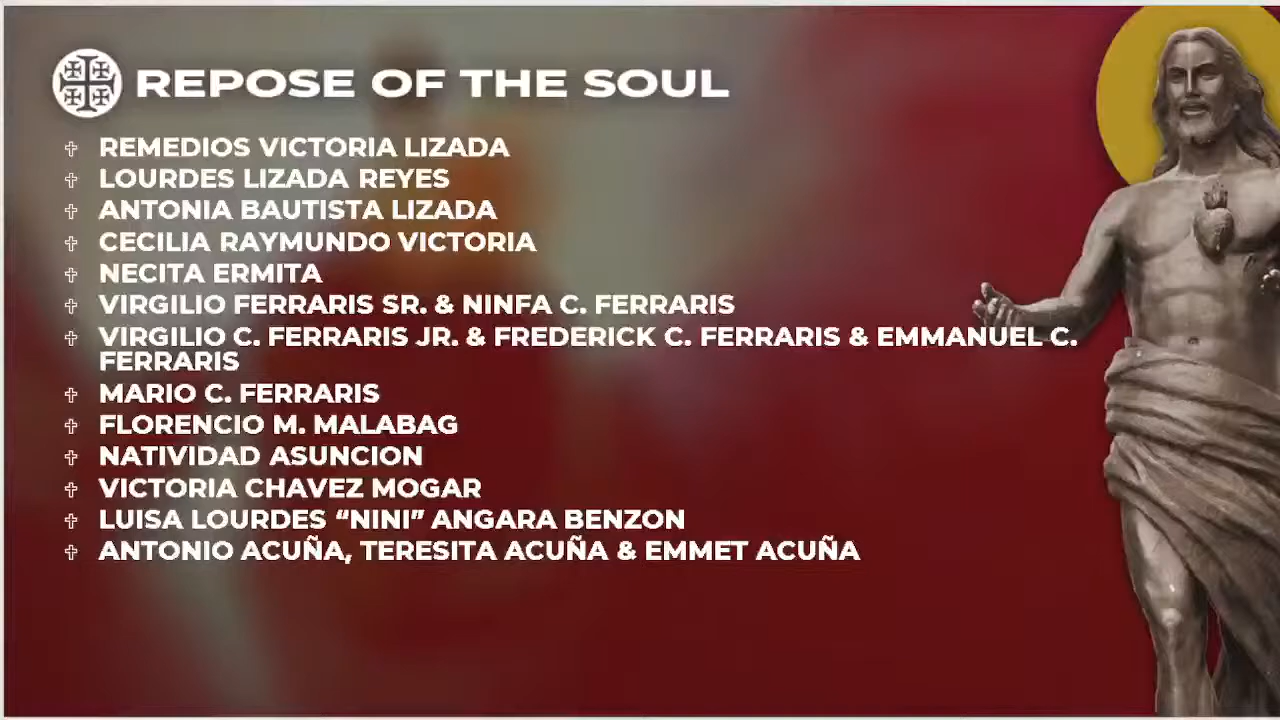 REPOSE OF THE SOUL
REMEDIOS VICTORIA LIZADA
LOURDES LIZADA REYES
ANTONIA BAUTISTA LIZADA
CECILIA RAYMUNDO VICTORIA
NECITA ERMITA
VIRGILIO FERRARIS SR. & NINFA C. FERRARIS
VIRGILIO C. FERRARIS JR. & FREDERICK C. FERRARIS & EMMANUEL C.
FERRARIS
MARIO C. FERRARIS
FLORENCIO M. MALABAG
NATIVIDAD ASUNCION
VICTORIA CHAVEZ MOGAR
LUISA LOURDES “NINI” ANGARA BENZON
ANTONIO ACUÑA, TERESITA ACUÑA & EMMET ACUÑA